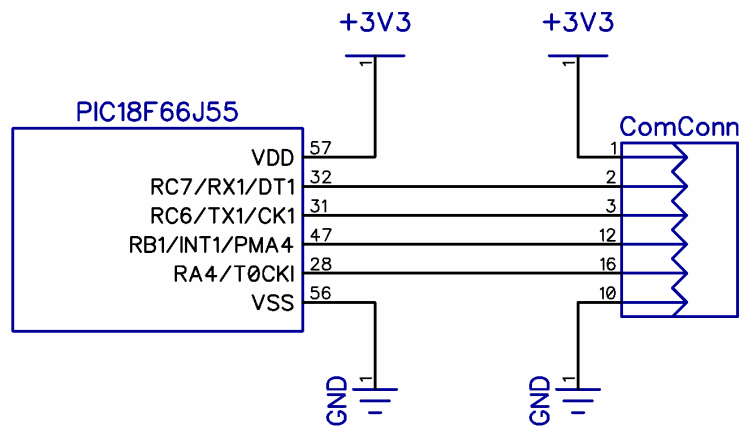 +3V3 +3V3
1 1
PIC18F66J55
ComConn
VDD 57 1
RC7/RX1/DT1 32 2
RC6/TX1/CK1 31 3
RB1/INT1/PMA4 47 12
RA4/T0CKI 28 16
VSS 56 10
1 1
GND GND